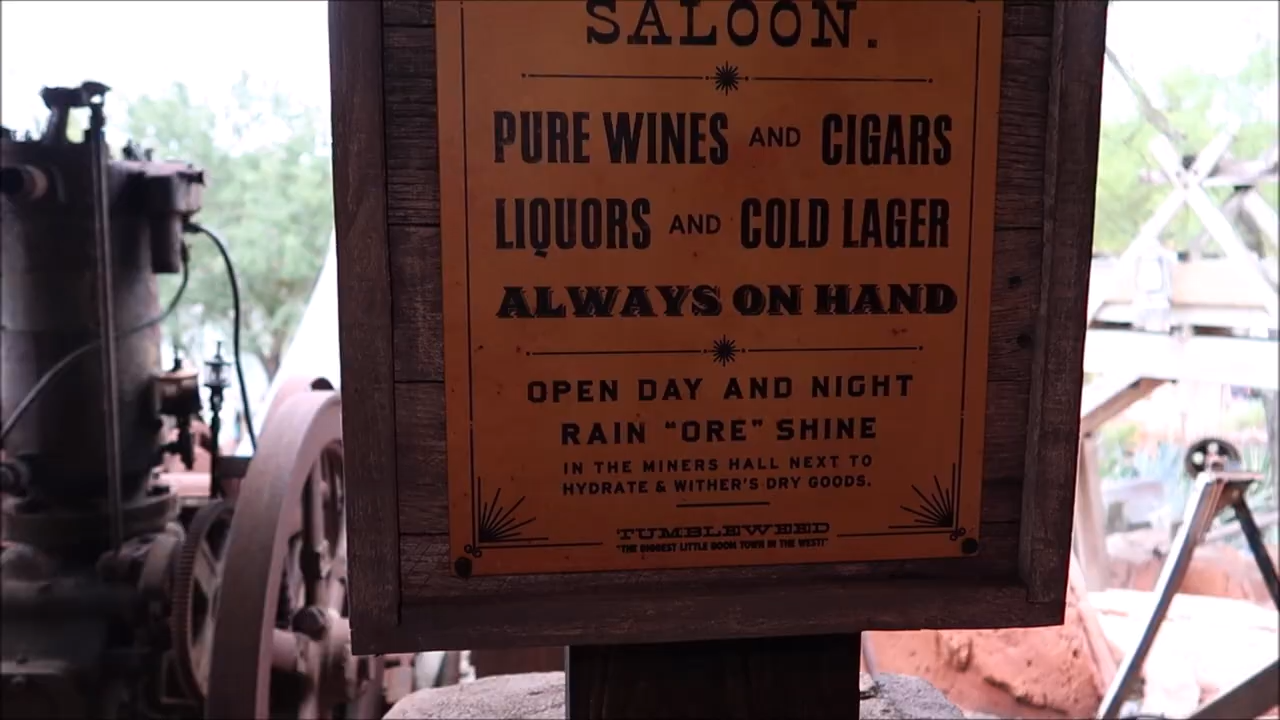 SALOON.
PURE WINES AND CIGARS
LIQUORS AND COLD LAGER
ALWAYS ON HAND
OPEN DAY AND NIGHT
RAIN "ORE" SHINE
IN THE MINERS HALL NEXT TO
HYDRATE & WITHER'S DRY GOODS.
TUMBLEWEED
"THE BIGGEST LITTLE BOOM TOWN IN THE WEST!"